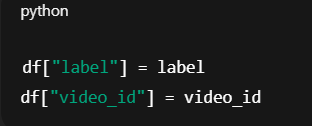 python
df["label"] = label
df["video_id"] = video_id